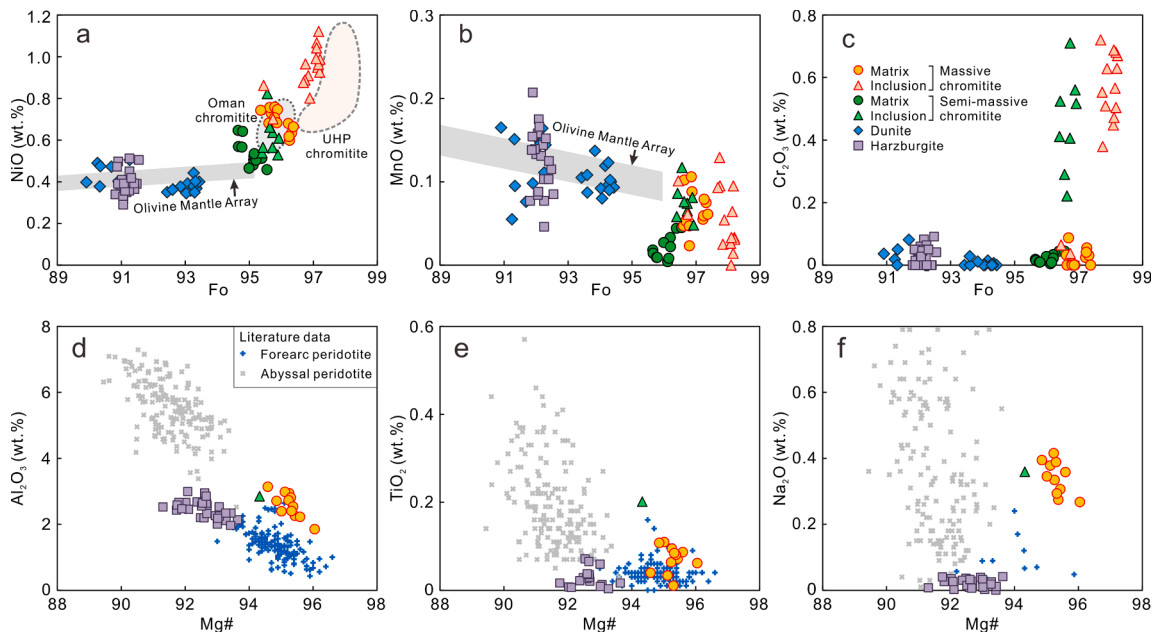 a
NiO (wt.%)
1.2
1.0
0.8
0.6
0.4
0.2
0.0
Oman
chromitite
UHP
chromitite
Olivine Mantle Array
89
91
93
95
97
99
Fo
b
MnO (wt.%)
0.3
0.2
0.1
0.0
Olivine Mantle
Array
89
91
93
95
97
99
Fo
c
Cr₂O₃ (wt.%)
0.8
0.6
0.4
0.2
0.0
Matrix
Inclusion
Massive
chromitite
Matrix
Inclusion
Semi-massive
chromitite
Dunite
Harzburgite
89
91
93
95
97
99
Fo
d
Al₂O₃ (wt.%)
8
6
4
2
0
Literature data
Forearc peridotite
Abyssal peridotite
88
90
92
94
96
98
Mg#
e
TiO₂ (wt.%)
0.6
0.4
0.2
0.0
88
90
92
94
96
98
Mg#
f
Na₂O (wt.%)
0.8
0.6
0.4
0.2
0
88
90
92
94
96
98
Mg#